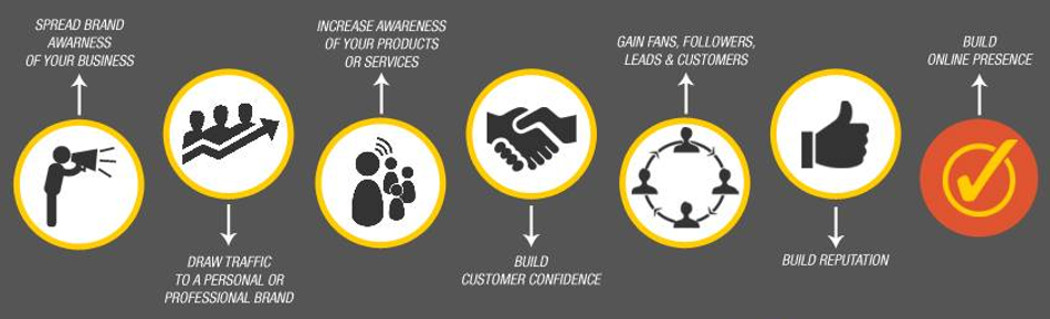 SPREAD BRAND
AWARNESS
OF YOUR BUSINESS
DRAW TRAFFIC
TO A PERSONAL OR
PROFESSIONAL BRAND
INCREASE AWARENESS
OF YOUR PRODUCTS
OR SERVICES
BUILD
CUSTOMER CONFIDENCE
GAIN FANS, FOLLOWERS,
LEADS & CUSTOMERS
BUILD REPUTATION
BUILD
ONLINE PRESENCE